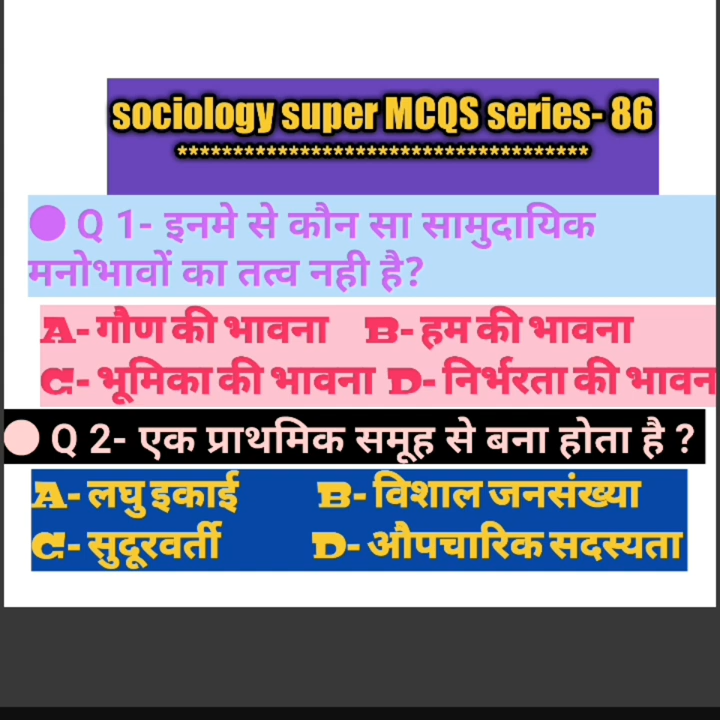 sociology super MCQS series- 86
*************************************
Q 1- इनमे से कौन सा सामुदायिक
मनोभावों का तत्व नही है?
A- गौण की भावना B- हम की भावना
C- भूमिका की भावना D- निर्भरता की भावन
Q 2- एक प्राथमिक समूह से बना होता है ?
A- लघु इकाई B- विशाल जनसंख्या
C- सुदूरवर्ती D- औपचारिक सदस्यता